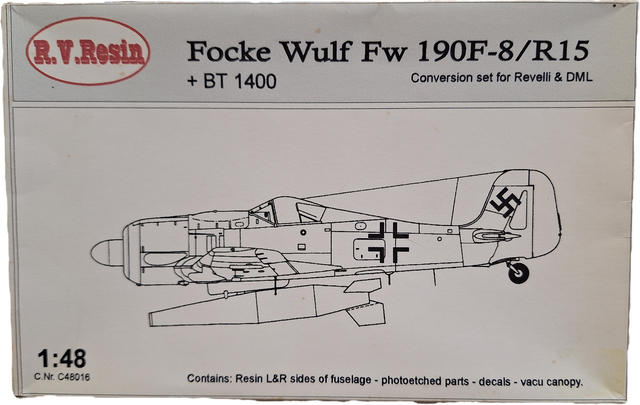 R.V.Resin
Focke Wulf Fw 190F-8/R15
+ BT 1400
Conversion set for Revelli & DML
1:48
C.Nr. C48016
Contains: Resin L&R sides of fuselage - photoetched parts - decals - vacu canopy.